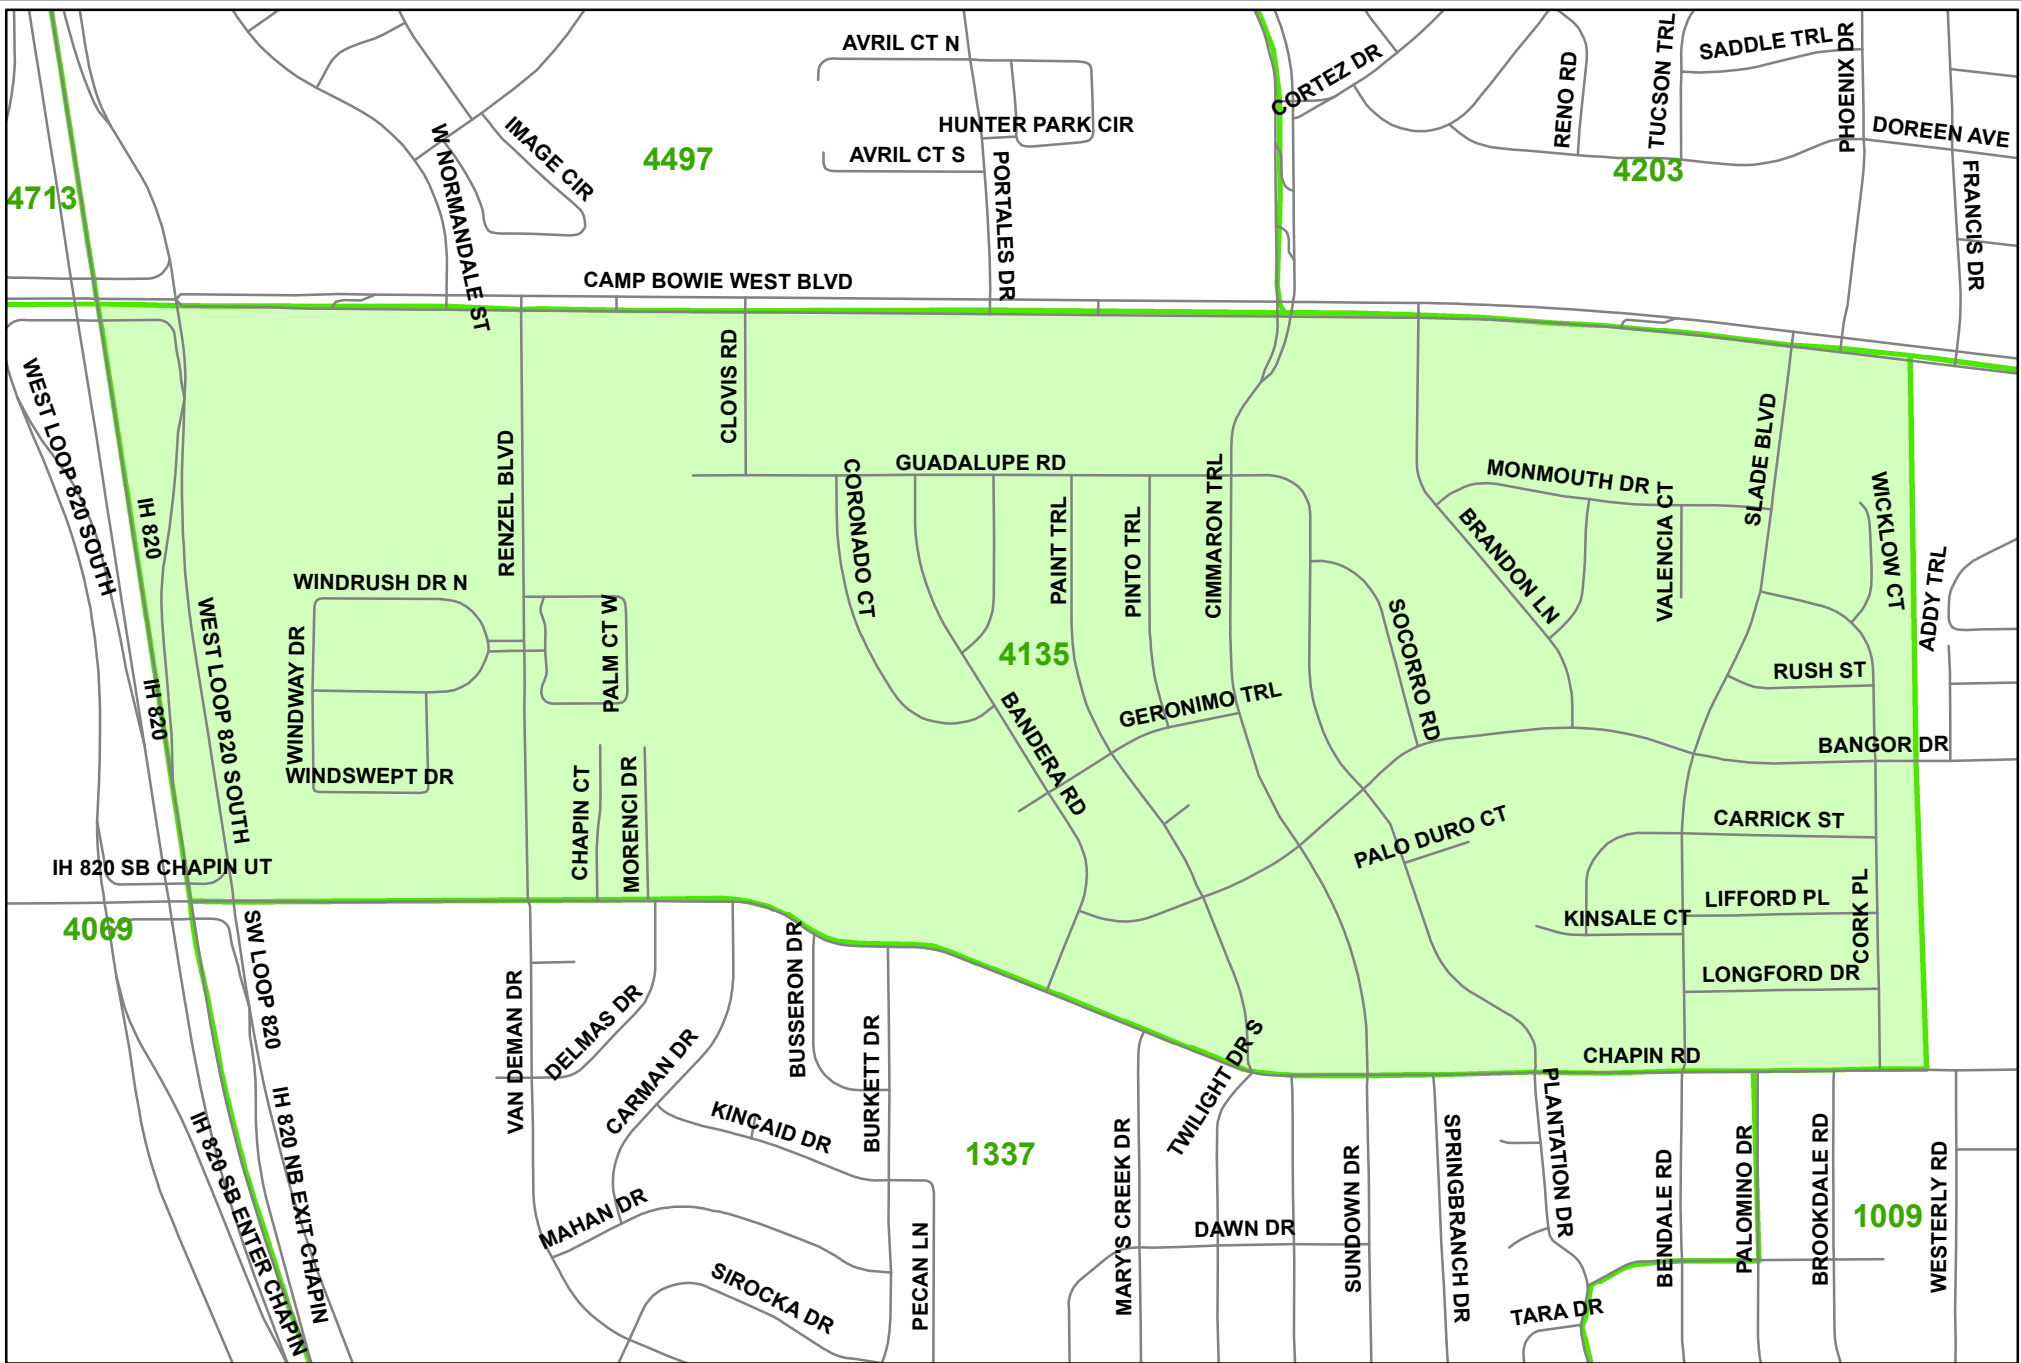 AVRIL CT N
CORTEZ DR
RENO RD
TUCSON TRL
SADDLE TRL
PHOENIX DR
DOREEN AVE
HUNTER PARK CIR
W NORMANDALE ST
IMAGE CIR
4497
AVRIL CT S
PORTALES DR
4203
FRANCIS DR
4713
CAMP BOWIE WEST BLVD
WEST LOOP 820 SOUTH
IH 820
CLOVIS RD
RENZEL BLVD
GUADALUPE RD
CORONADO CT
PAINT TRL
PINTO TRL
CIMMARON TRL
MONMOUTH DR
SLADE BLVD
VALENCIA CT
WICKLOW CT
BRANDON LN
ADDY TRL
WINDRUSH DR N
WINDWAY DR
PALM CT W
WEST LOOP 820 SOUTH
IH 820
4135
SOCORRO RD
RUSH ST
GERONIMO TRL
BANDERA RD
BANGOR DR
WINDSWEPT DR
CHAPIN CT
MORENCI DR
PALO DURO CT
CARRICK ST
IH 820 SB CHAPIN UT
4069
KINSALE CT
LIFFORD PL
CORK PL
LONGFORD DR
SW LOOP 820
VAN DEMAN DR
DELMAS DR
CARMAN DR
BUSSERON DR
BURKETT DR
TWILIGHT DR S
CHAPIN RD
IH 820 SB ENTER CHAPIN
IH 820 NB EXIT CHAPIN
KINCAID DR
1337
MARY'S CREEK DR
PLANTATION DR
SPRINGBRANCH DR
BENDALE RD
PALOMINO DR
BROOKDALE RD
1009
WESTERLY RD
MAHAN DR
DAWN DR
SUNDOWN DR
SIROCKA DR
PECAN LN
TARA DR